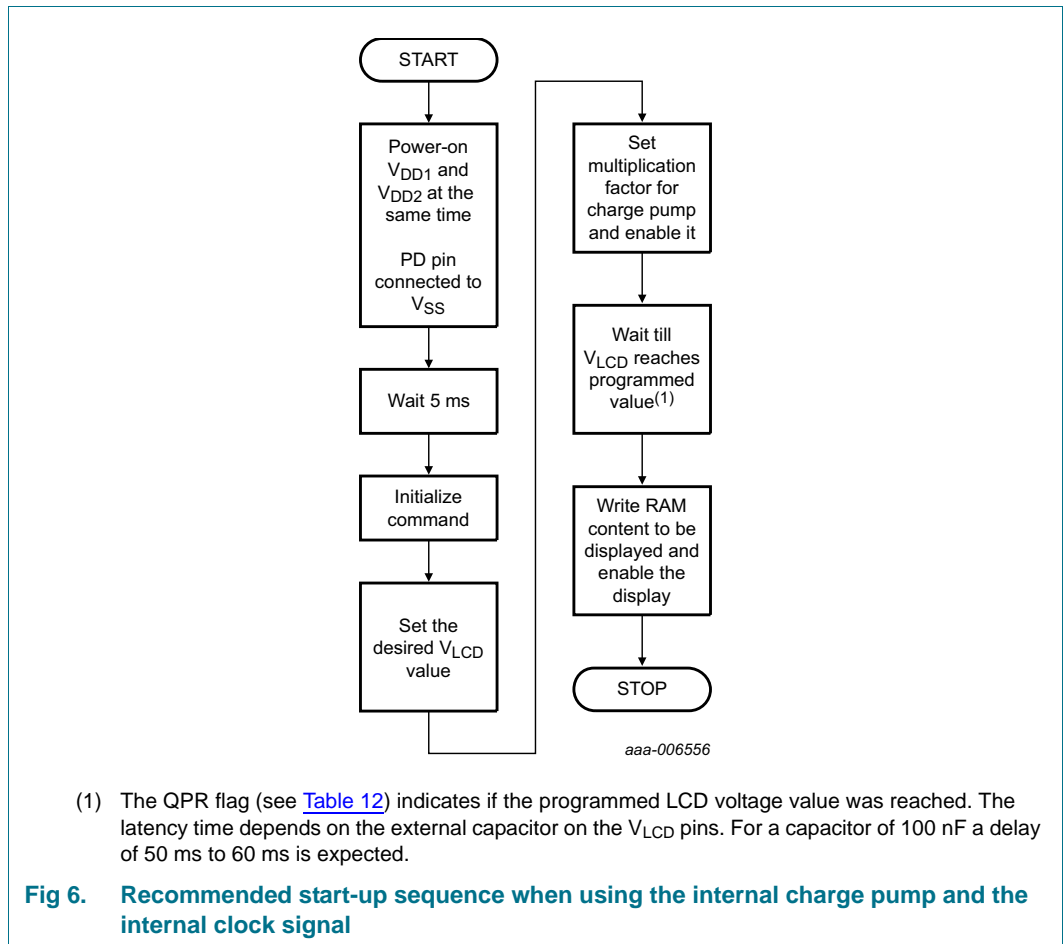 START
Power-on
VDD1 and
VDD2 at the
same time
PD pin
connected to
VSS
Wait 5 ms
Initialize
command
Set the
desired VLCD
value
Set
multiplication
factor for
charge pump
and enable it
Wait till
VLCD reaches
programmed
value(1)
Write RAM
content to be
displayed and
enable the
display
STOP
aaa-006556
(1) The QPR flag (see Table 12) indicates if the programmed LCD voltage value was reached. The
latency time depends on the external capacitor on the VLCD pins. For a capacitor of 100 nF a delay
of 50 ms to 60 ms is expected.
Fig 6. Recommended start-up sequence when using the internal charge pump and the
internal clock signal